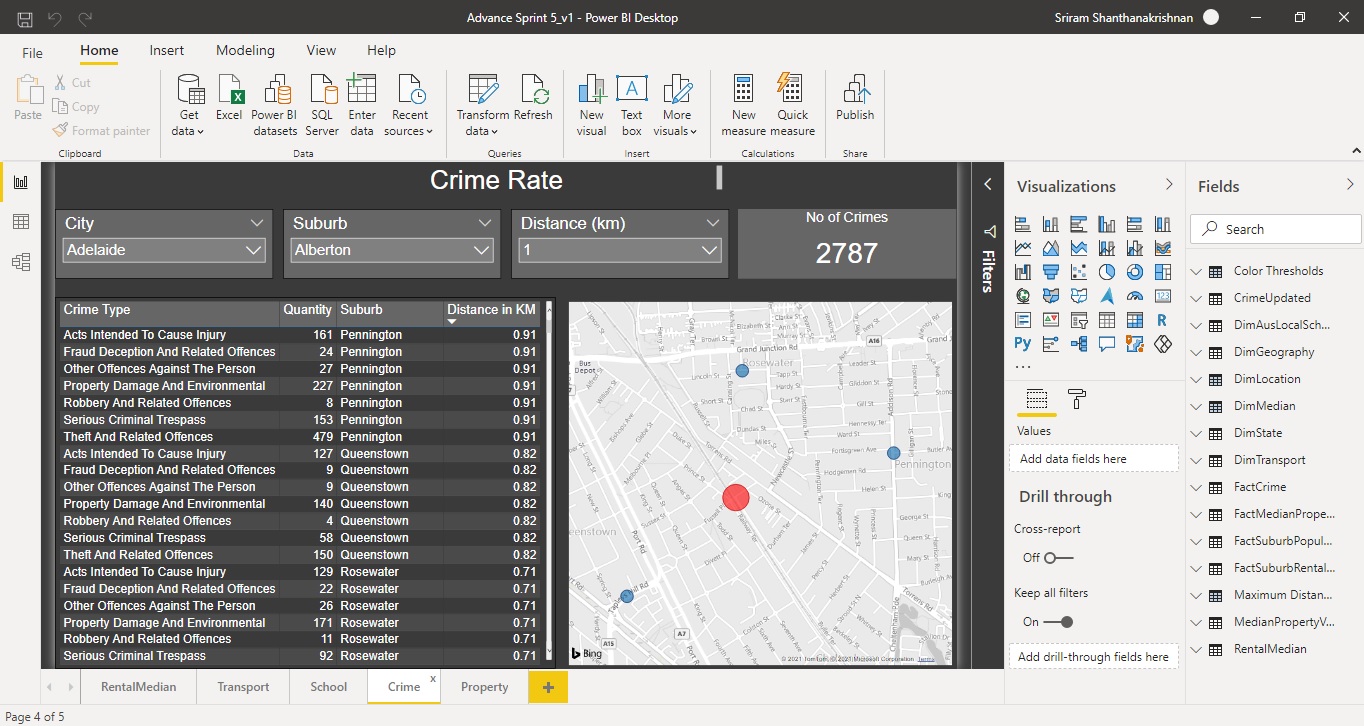 Advance Sprint 5_v1 - Power BI Desktop
Sriram Shanthanakrishnan
File Home Insert Modeling View Help
Paste
Cut
Copy
Format painter
Clipboard
Get data
Excel
Power BI datasets
SQL Server
Enter data
Recent sources
Data
Transform data
Refresh
Queries
New visual
Text box
More visuals
Insert
New measure
Quick measure
Calculations
Publish
Share
Crime Rate
City
Adelaide
Suburb
Alberton
Distance (km)
1
No of Crimes
2787
Crime Type Quantity Suburb Distance in KM
Acts Intended To Cause Injury 161 Pennington 0.91
Fraud Deception And Related Offences 24 Pennington 0.91
Other Offences Against The Person 27 Pennington 0.91
Property Damage And Environmental 227 Pennington 0.91
Robbery And Related Offences 8 Pennington 0.91
Serious Criminal Trespass 153 Pennington 0.91
Theft And Related Offences 479 Pennington 0.91
Acts Intended To Cause Injury 127 Queenstown 0.82
Fraud Deception And Related Offences 9 Queenstown 0.82
Other Offences Against The Person 9 Queenstown 0.82
Property Damage And Environmental 140 Queenstown 0.82
Robbery And Related Offences 4 Queenstown 0.82
Serious Criminal Trespass 58 Queenstown 0.82
Theft And Related Offences 150 Queenstown 0.82
Acts Intended To Cause Injury 129 Rosewater 0.71
Fraud Deception And Related Offences 22 Rosewater 0.71
Other Offences Against The Person 26 Rosewater 0.71
Property Damage And Environmental 171 Rosewater 0.71
Robbery And Related Offences 11 Rosewater 0.71
Serious Criminal Trespass 92 Rosewater 0.71
Grand Junction Rd
A16
Bus Depot
Rosewater
Pennington
Port Rd
A15
A7
Bing
© 2021 TomTom, © 2021 Microsoft Corporation Terms
Filters
Visualizations
Values
Add data fields here
Drill through
Cross-report
Off
Keep all filters
On
Add drill-through fields here
Fields
Search
Color Thresholds
CrimeUpdated
DimAusLocalSch...
DimGeography
DimLocation
DimMedian
DimState
DimTransport
FactCrime
FactMedianPrope...
FactSuburbPopul...
FactSuburbRental...
Maximum Distan...
MedianPropertyV...
RentalMedian
RentalMedian Transport School Crime x Property +
Page 4 of 5